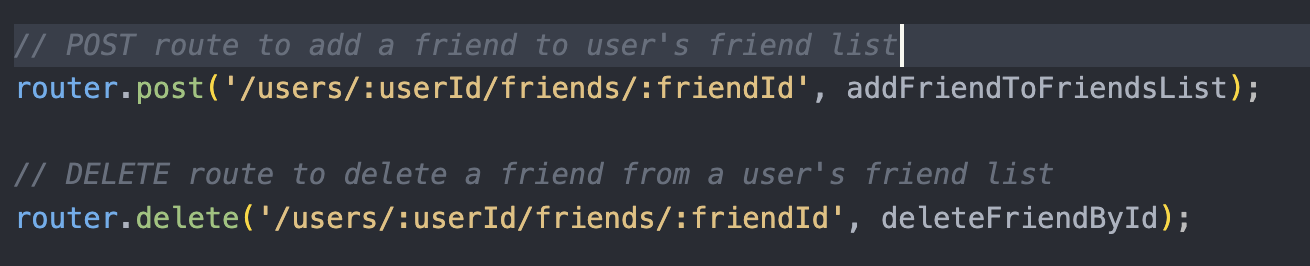 // POST route to add a friend to user's friend list
router.post('/users/:userId/friends/:friendId', addFriendToFriendsList);
// DELETE route to delete a friend from a user's friend list
router.delete('/users/:userId/friends/:friendId', deleteFriendById);